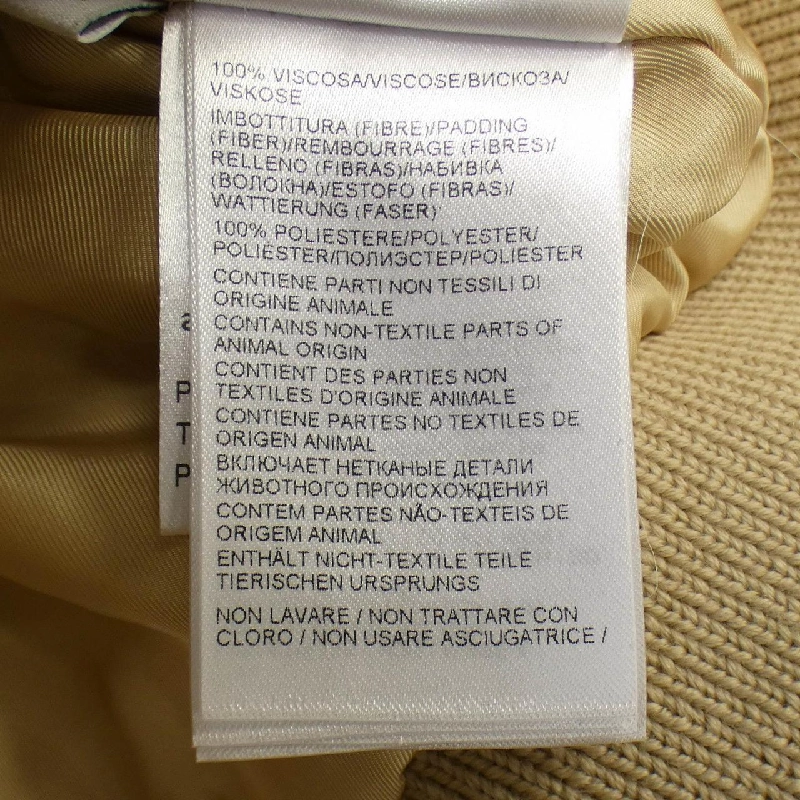 100% VISCOSA/VISCOSE/ВИСКОЗА/
VISKOSE
IMBOTTITURA (FIBRE)/PADDING
(FIBER)/REMBOURRAGE (FIBRES)/
RELLENO (FIBRAS)/НАБИВКА
(ВОЛОКНА)/ESTOFO (FIBRAS)/
WATTIERUNG (FASER)
100% POLIESTERE/POLYESTER/
POLIÉSTER/ПОЛИЭСТЕР/POLIESTER
CONTIENE PARTI NON TESSILI DI
ORIGINE ANIMALE
CONTAINS NON-TEXTILE PARTS OF
ANIMAL ORIGIN
CONTIENT DES PARTIES NON
TEXTILES D'ORIGINE ANIMALE
CONTIENE PARTES NO TEXTILES DE
ORIGEN ANIMAL
ВКЛЮЧАЕТ НЕТКАНЫЕ ДЕТАЛИ
ЖИВОТНОГО ПРОИСХОЖДЕНИЯ
CONTEM PARTES NÃO-TEXTEIS DE
ORIGEM ANIMAL
ENTHÄLT NICHT-TEXTILE TEILE
TIERISCHEN URSPRUNGS
NON LAVARE / NON TRATTARE CON
CLORO / NON USARE ASCIUGATRICE /